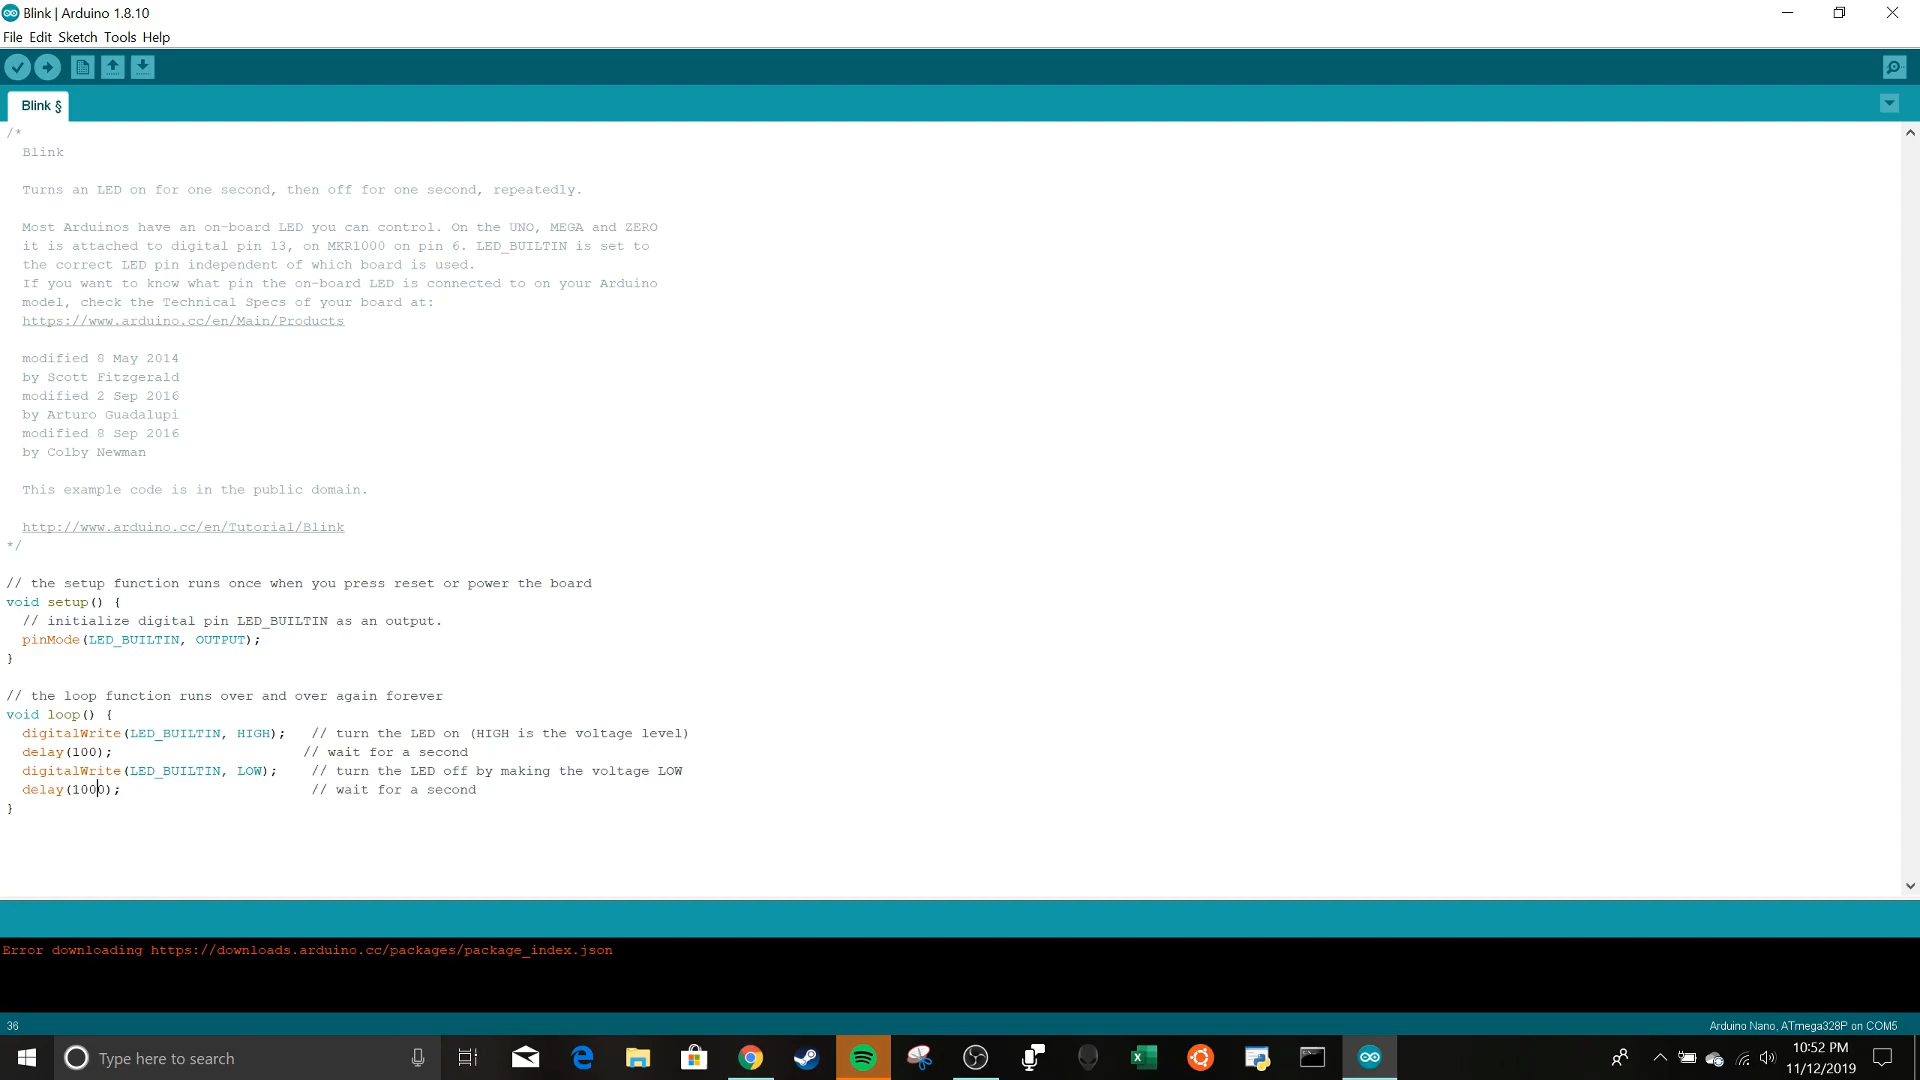 Blink | Arduino 1.8.10
File Edit Sketch Tools Help
Blink §
/*
Blink
Turns an LED on for one second, then off for one second, repeatedly.
Most Arduinos have an on-board LED you can control. On the UNO, MEGA and ZERO
it is attached to digital pin 13, on MKR1000 on pin 6. LED_BUILTIN is set to
the correct LED pin independent of which board is used.
If you want to know what pin the on-board LED is connected to on your Arduino
model, check the Technical Specs of your board at:
https://www.arduino.cc/en/Main/Products
modified 8 May 2014
by Scott Fitzgerald
modified 2 Sep 2016
by Arturo Guadalupi
modified 8 Sep 2016
by Colby Newman
This example code is in the public domain.
http://www.arduino.cc/en/Tutorial/Blink
*/
// the setup function runs once when you press reset or power the board
void setup() {
// initialize digital pin LED_BUILTIN as an output.
pinMode(LED_BUILTIN, OUTPUT);
}
// the loop function runs over and over again forever
void loop() {
digitalWrite(LED_BUILTIN, HIGH);   // turn the LED on (HIGH is the voltage level)
delay(100);                       // wait for a second
digitalWrite(LED_BUILTIN, LOW);    // turn the LED off by making the voltage LOW
delay(1000);                       // wait for a second
}
Error downloading https://downloads.arduino.cc/packages/package_index.json
36
Arduino Nano, ATmega328P on COM5
Type here to search
10:52 PM
11/12/2019